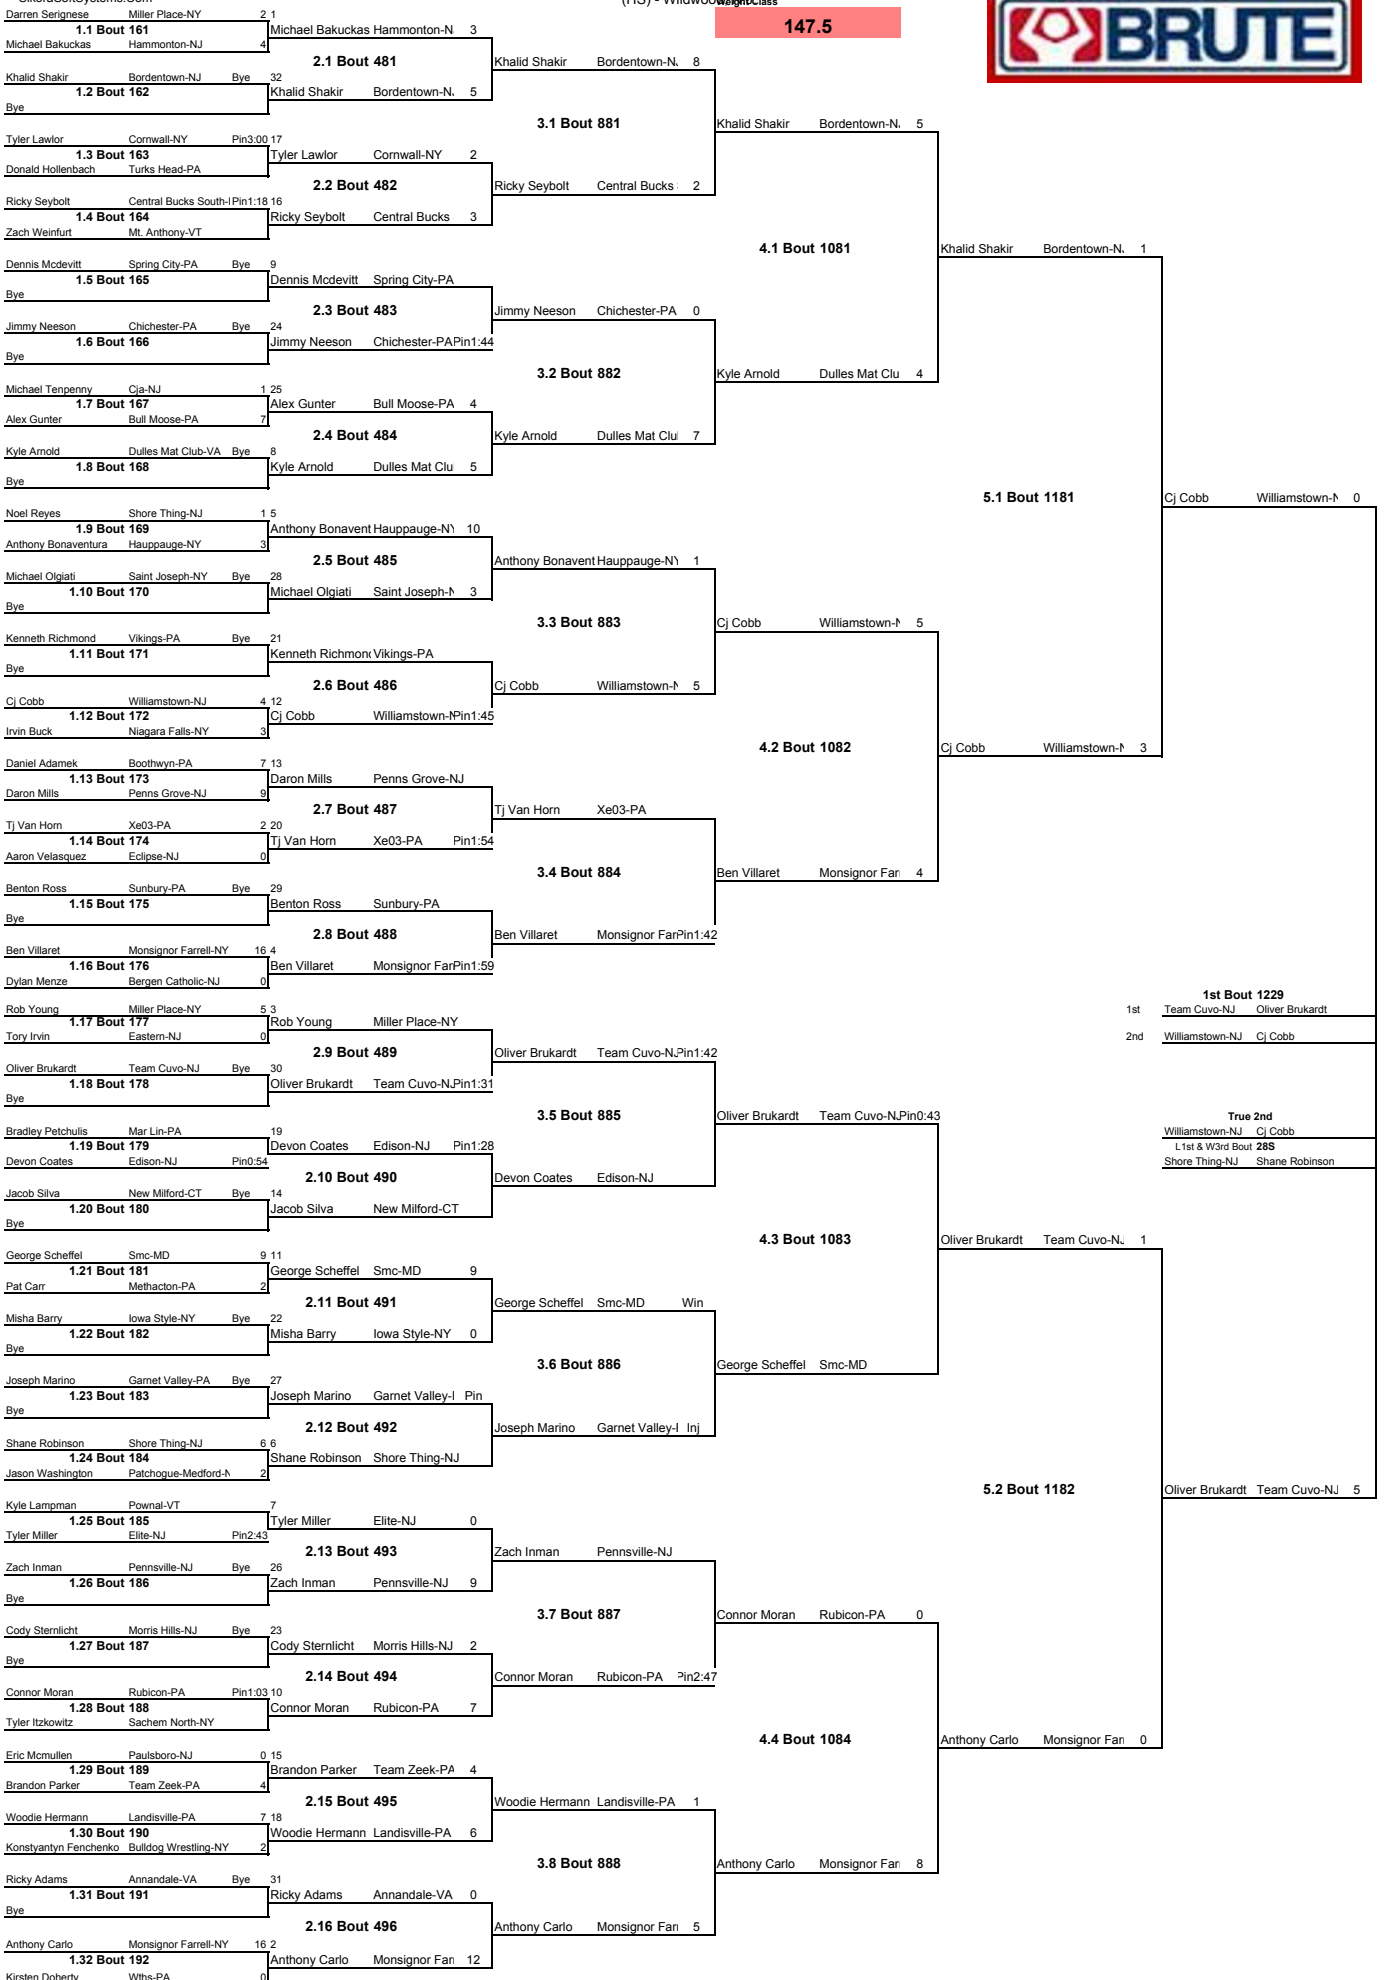 (HS) - Wildwood
Weight Class
147.5
BRUTE
Darren Serignese Miller Place-NY 2 1
1.1 Bout 161
Michael Bakuckas Hammonton-NJ 4
Khalid Shakir Bordentown-NJ Bye 32
1.2 Bout 162
Bye
Tyler Lawlor Cornwall-NY Pin3:00 17
1.3 Bout 163
Donald Hollenbach Turks Head-PA
Ricky Seybolt Central Bucks South-I Pin1:18 16
1.4 Bout 164
Zach Weinfurt Mt. Anthony-VT
Dennis Mcdevitt Spring City-PA Bye 9
1.5 Bout 165
Bye
Jimmy Neeson Chichester-PA Bye 24
1.6 Bout 166
Bye
Michael Tenpenny Cja-NJ 1 25
1.7 Bout 167
Alex Gunter Bull Moose-PA 7
Kyle Arnold Dulles Mat Club-VA Bye 8
1.8 Bout 168
Bye
Noel Reyes Shore Thing-NJ 1 5
1.9 Bout 169
Anthony Bonaventura Hauppauge-NY 3
Michael Olgiati Saint Joseph-NY Bye 28
1.10 Bout 170
Bye
Kenneth Richmond Vikings-PA Bye 21
1.11 Bout 171
Bye
Cj Cobb Williamstown-NJ 4 12
1.12 Bout 172
Irvin Buck Niagara Falls-NY 3
Daniel Adamek Boothwyn-PA 7 13
1.13 Bout 173
Daron Mills Penns Grove-NJ 9
Tj Van Horn Xe03-PA 2 20
1.14 Bout 174
Aaron Velasquez Eclipse-NJ 0
Benton Ross Sunbury-PA Bye 29
1.15 Bout 175
Bye
Ben Villaret Monsignor Farrell-NY 16 4
1.16 Bout 176
Dylan Menze Bergen Catholic-NJ 0
Rob Young Miller Place-NY 5 3
1.17 Bout 177
Tory Irvin Eastern-NJ 0
Oliver Brukardt Team Cuvo-NJ Bye 30
1.18 Bout 178
Bye
Bradley Petchulis Mar Lin-PA 19
1.19 Bout 179
Devon Coates Edison-NJ Pin0:54
Jacob Silva New Milford-CT Bye 14
1.20 Bout 180
Bye
George Scheffel Smc-MD 9 11
1.21 Bout 181
Pat Carr Methacton-PA 2
Misha Barry Iowa Style-NY Bye 22
1.22 Bout 182
Bye
Joseph Marino Garnet Valley-PA Bye 27
1.23 Bout 183
Bye
Shane Robinson Shore Thing-NJ 6 6
1.24 Bout 184
Jason Washington Patchogue-Medford-N 2
Kyle Lampman Pownal-VT 7
1.25 Bout 185
Tyler Miller Elite-NJ Pin2:43
Zach Inman Pennsville-NJ Bye 26
1.26 Bout 186
Bye
Cody Sternlicht Morris Hills-NJ Bye 23
1.27 Bout 187
Bye
Connor Moran Rubicon-PA Pin1:03 10
1.28 Bout 188
Tyler Itzkowitz Sachem North-NY
Eric Mcmullen Paulsboro-NJ 0 15
1.29 Bout 189
Brandon Parker Team Zeek-PA 4
Woodie Hermann Landisville-PA 7 18
1.30 Bout 190
Konstyantyn Fenchenko Bulldog Wrestling-NY 2
Ricky Adams Annandale-VA Bye 31
1.31 Bout 191
Bye
Anthony Carlo Monsignor Farrell-NY 16 2
1.32 Bout 192
Kirsten Doherty Wths-PA 0
Michael Bakuckas Hammonton-N 3
2.1 Bout 481
Khalid Shakir Bordentown-N 5
Tyler Lawlor Cornwall-NY 2
2.2 Bout 482
Ricky Seybolt Central Bucks 3
Dennis Mcdevitt Spring City-PA
2.3 Bout 483
Jimmy Neeson Chichester-PA Pin1:44
Alex Gunter Bull Moose-PA 4
2.4 Bout 484
Kyle Arnold Dulles Mat Clu 5
Anthony Bonavent Hauppauge-NY 10
2.5 Bout 485
Michael Olgiati Saint Joseph-N 3
Kenneth Richmond Vikings-PA
2.6 Bout 486
Cj Cobb Williamstown-N Pin1:45
Daron Mills Penns Grove-NJ
2.7 Bout 487
Tj Van Horn Xe03-PA Pin1:54
Benton Ross Sunbury-PA
2.8 Bout 488
Ben Villaret Monsignor Far Pin1:59
Rob Young Miller Place-NY
2.9 Bout 489
Oliver Brukardt Team Cuvo-NJ Pin1:31
Devon Coates Edison-NJ Pin1:28
2.10 Bout 490
Jacob Silva New Milford-CT
George Scheffel Smc-MD 9
2.11 Bout 491
Misha Barry Iowa Style-NY 0
Joseph Marino Garnet Valley-I Pin
2.12 Bout 492
Shane Robinson Shore Thing-NJ
Tyler Miller Elite-NJ 0
2.13 Bout 493
Zach Inman Pennsville-NJ 9
Cody Sternlicht Morris Hills-NJ 2
2.14 Bout 494
Connor Moran Rubicon-PA 7
Brandon Parker Team Zeek-PA 4
2.15 Bout 495
Woodie Hermann Landisville-PA 6
Ricky Adams Annandale-VA 0
2.16 Bout 496
Anthony Carlo Monsignor Farr 12
Khalid Shakir Bordentown-N 8
3.1 Bout 881
Ricky Seybolt Central Bucks 2
Jimmy Neeson Chichester-PA 0
3.2 Bout 882
Kyle Arnold Dulles Mat Clu 7
Anthony Bonavent Hauppauge-NY 1
3.3 Bout 883
Cj Cobb Williamstown-N 5
Tj Van Horn Xe03-PA
3.4 Bout 884
Ben Villaret Monsignor Far Pin1:42
Oliver Brukardt Team Cuvo-NJ Pin1:42
3.5 Bout 885
Devon Coates Edison-NJ
George Scheffel Smc-MD Win
3.6 Bout 886
Joseph Marino Garnet Valley-I Inj
Zach Inman Pennsville-NJ
3.7 Bout 887
Connor Moran Rubicon-PA Pin2:47
Woodie Hermann Landisville-PA 1
3.8 Bout 888
Anthony Carlo Monsignor Farr 5
Khalid Shakir Bordentown-N 5
4.1 Bout 1081
Kyle Arnold Dulles Mat Clu 4
Cj Cobb Williamstown-N 5
4.2 Bout 1082
Ben Villaret Monsignor Farr 4
Oliver Brukardt Team Cuvo-NJ Pin0:43
4.3 Bout 1083
George Scheffel Smc-MD
Connor Moran Rubicon-PA 0
4.4 Bout 1084
Anthony Carlo Monsignor Farr 8
Khalid Shakir Bordentown-N 1
5.1 Bout 1181
Cj Cobb Williamstown-N 3
Oliver Brukardt Team Cuvo-NJ 1
5.2 Bout 1182
Anthony Carlo Monsignor Farr 0
Cj Cobb Williamstown-N 0
1st Bout 1229
1st Team Cuvo-NJ Oliver Brukardt
2nd Williamstown-NJ Cj Cobb
True 2nd
Williamstown-NJ Cj Cobb
L1st & W3rd Bout 28S
Shore Thing-NJ Shane Robinson
Oliver Brukardt Team Cuvo-NJ 5